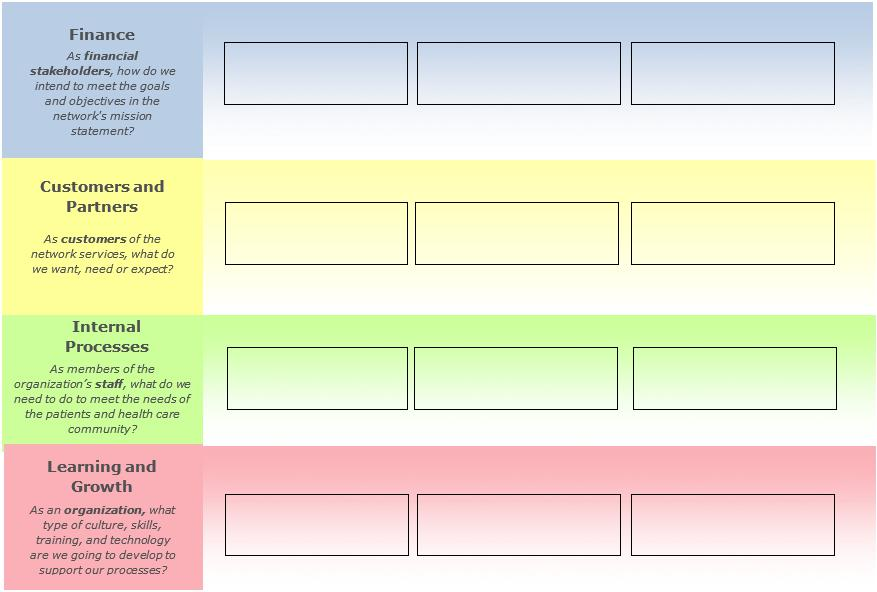 Finance
As financial
stakeholders, how do we
intend to meet the goals
and objectives in the
network's mission
statement?
Customers and
Partners
As customers of the
network services, what do
we want, need or expect?
Internal
Processes
As members of the
organization's staff, what do we
need to do to meet the needs of
the patients and health care
community?
Learning and
Growth
As an organization, what
type of culture, skills,
training, and technology
are we going to develop to
support our processes?